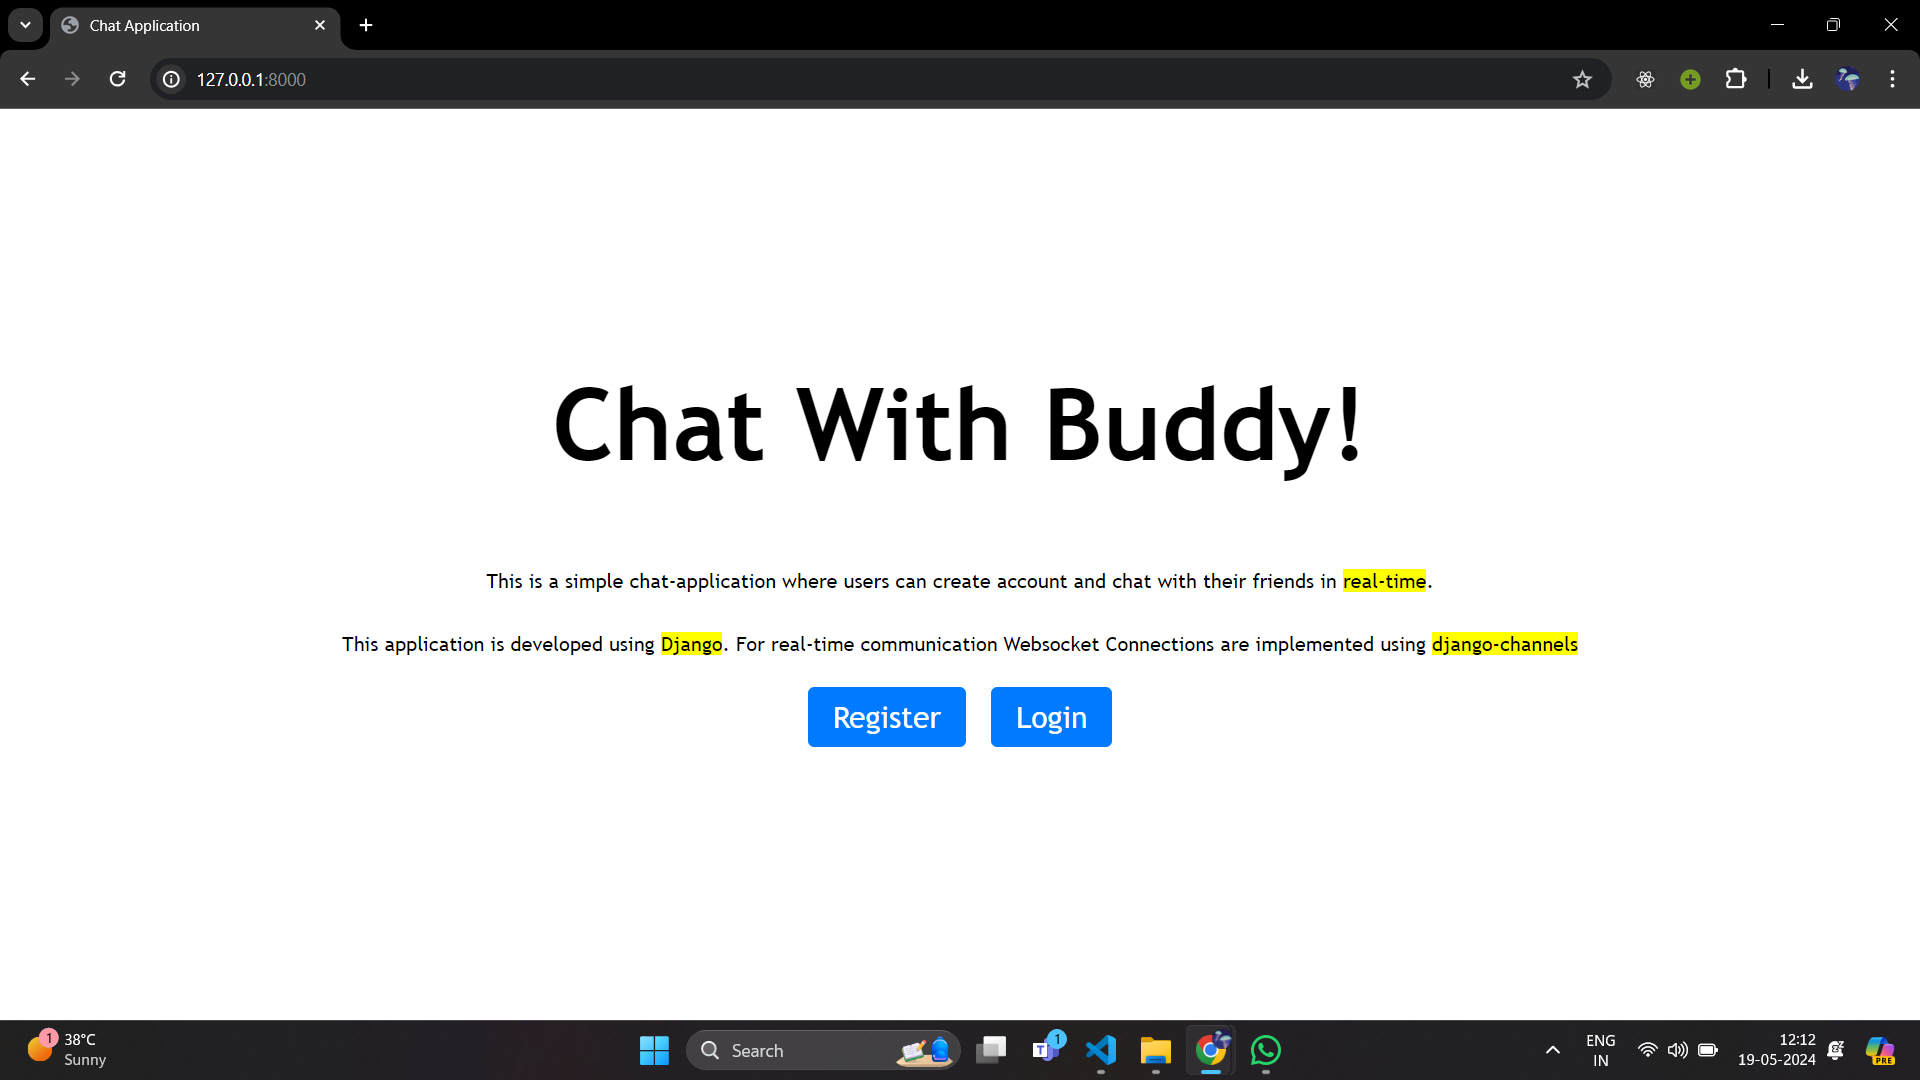 Chat Application
127.0.0.1:8000
Chat With Buddy!
This is a simple chat-application where users can create account and chat with their friends in real-time.
This application is developed using Django. For real-time communication Websocket Connections are implemented using django-channels
Register Login
1
38°C
Sunny
Search
T
1
ENG
IN
12:12
19-05-2024
PRE